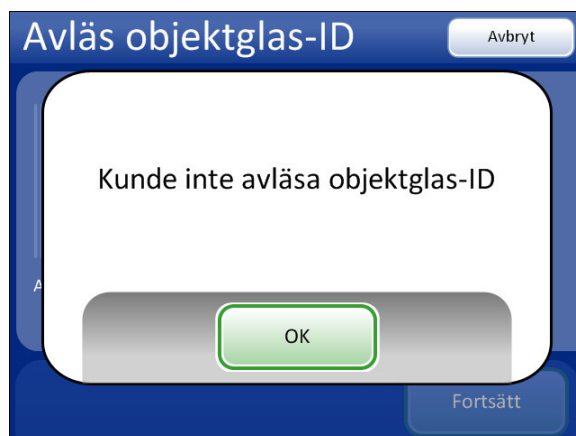 Avläs objektglas-ID
Avbryt
Kunde inte avläsa objektglas-ID
A
OK
Fortsätt